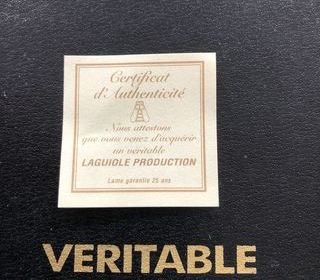 Certificat
d'Authenticité
Nous attestons
que vous venez d'acquérir
un véritable
LAGUIOLE PRODUCTION
Lame garantie 25 ans
VERITABLE